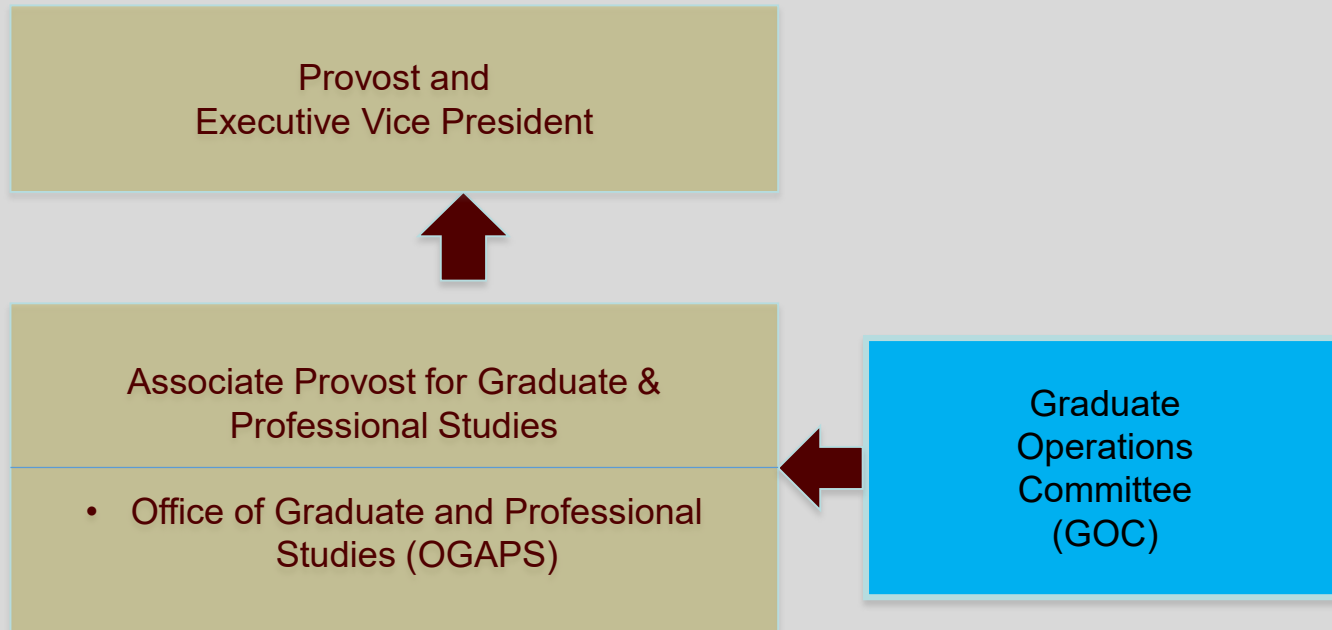 Provost and
Executive Vice President
Associate Provost for Graduate &
Professional Studies
• Office of Graduate and Professional
Studies (OGAPS)
Graduate
Operations
Committee
(GOC)